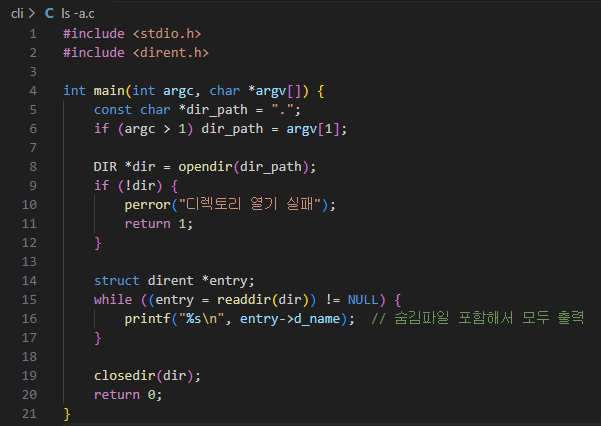 cli > C ls -a.c
1 #include <stdio.h>
2 #include <dirent.h>
3
4 int main(int argc, char *argv[]) {
5     const char *dir_path = ".";
6     if (argc > 1) dir_path = argv[1];
7
8     DIR *dir = opendir(dir_path);
9     if (!dir) {
10         perror("디렉토리 열기 실패");
11         return 1;
12     }
13
14     struct dirent *entry;
15     while ((entry = readdir(dir)) != NULL) {
16         printf("%s\n", entry->d_name);  // 숨김파일 포함해서 모두 출력
17     }
18
19     closedir(dir);
20     return 0;
21 }